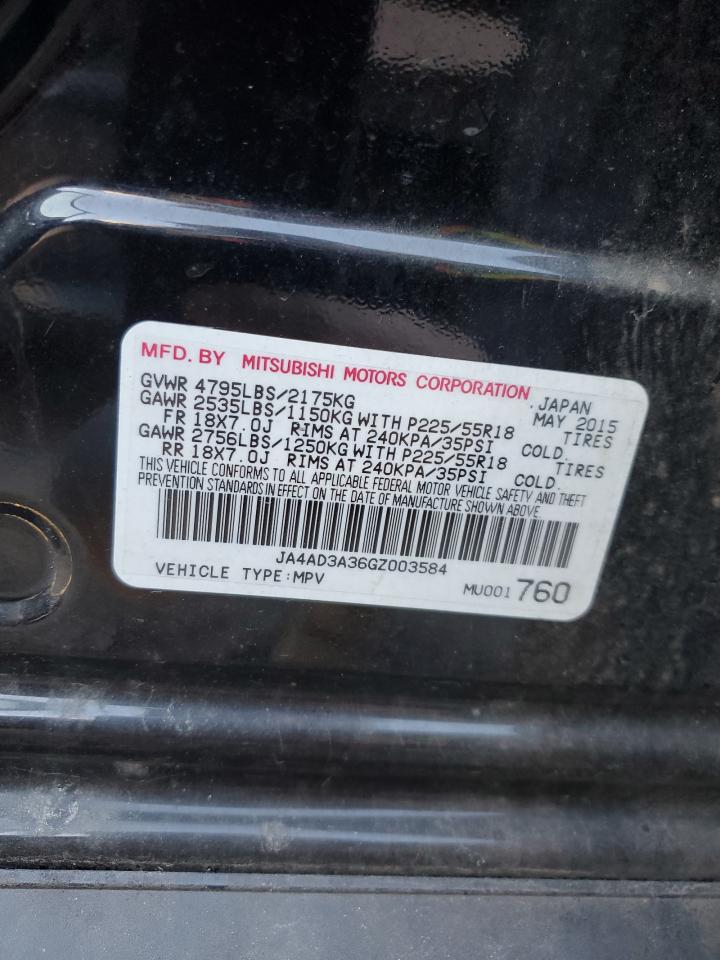 MFD. BY MITSUBISHI MOTORS CORPORATION . JAPAN
GVWR 4795LBS/2175KG MAY 2015
GAWR 2535LBS/1150KG WITH P225/55R18 TIRES
FR 18X7.0J RIMS AT 240KPA/35PSI COLD.
GAWR 2756LBS/1250KG WITH P225/55R18 TIRES
RR 18X7.0J RIMS AT 240KPA/35PSI COLD.
THIS VEHICLE CONFORMS TO ALL APPLICABLE FEDERAL MOTOR VEHICLE SAFETY AND THEFT
PREVENTION STANDARDS IN EFFECT ON THE DATE OF MANUFACTURE SHOWN ABOVE.
JA4AD3A36GZ003584
VEHICLE TYPE:MPV MU001 760